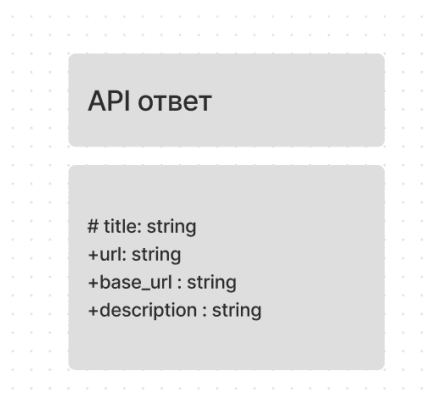 API ответ
# title: string
+url: string
+base_url : string
+description : string